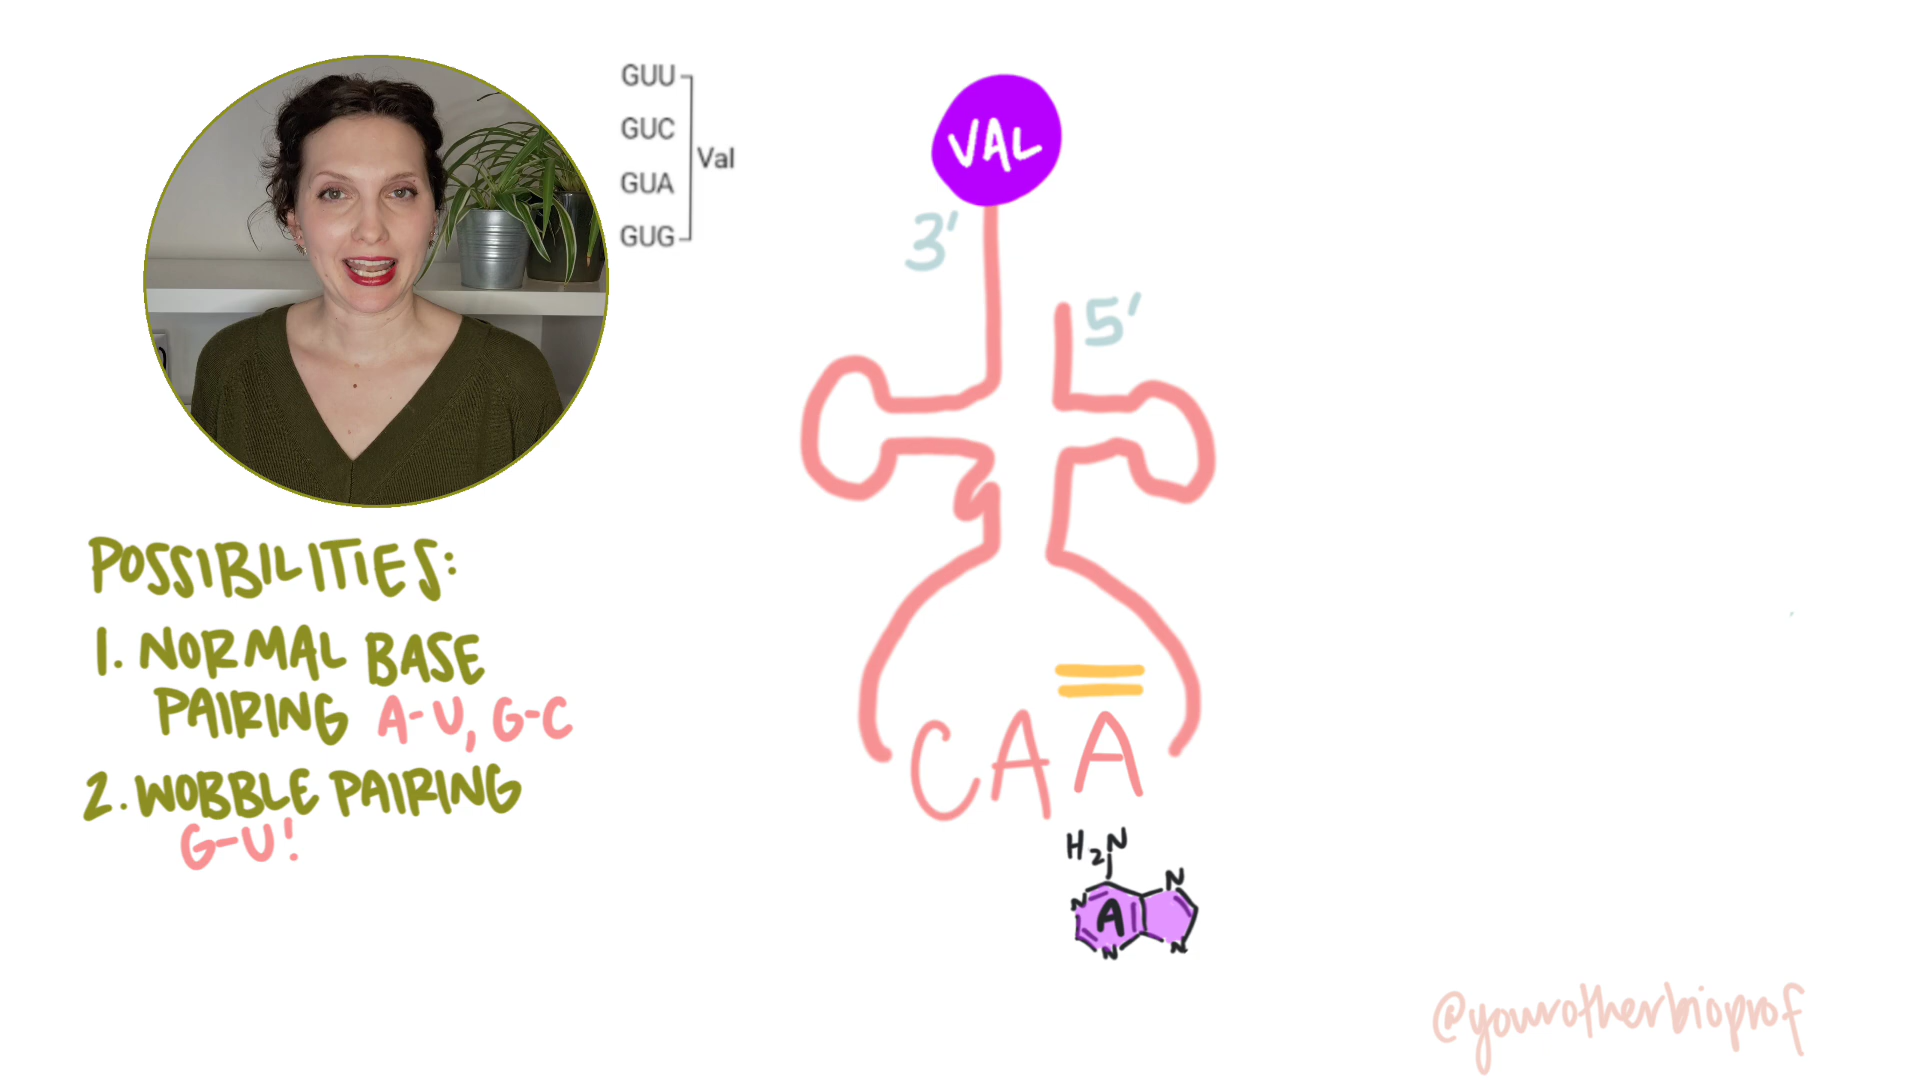 GUU
GUC
GUA
GUG
Val
VAL
3'
5'
POSSIBILITIES:
1. NORMAL BASE
PAIRING A-U, G-C
2. WOBBLE PAIRING
G-U!
CAA
H2N
N
N
A
N
N
@yourotherbioprof